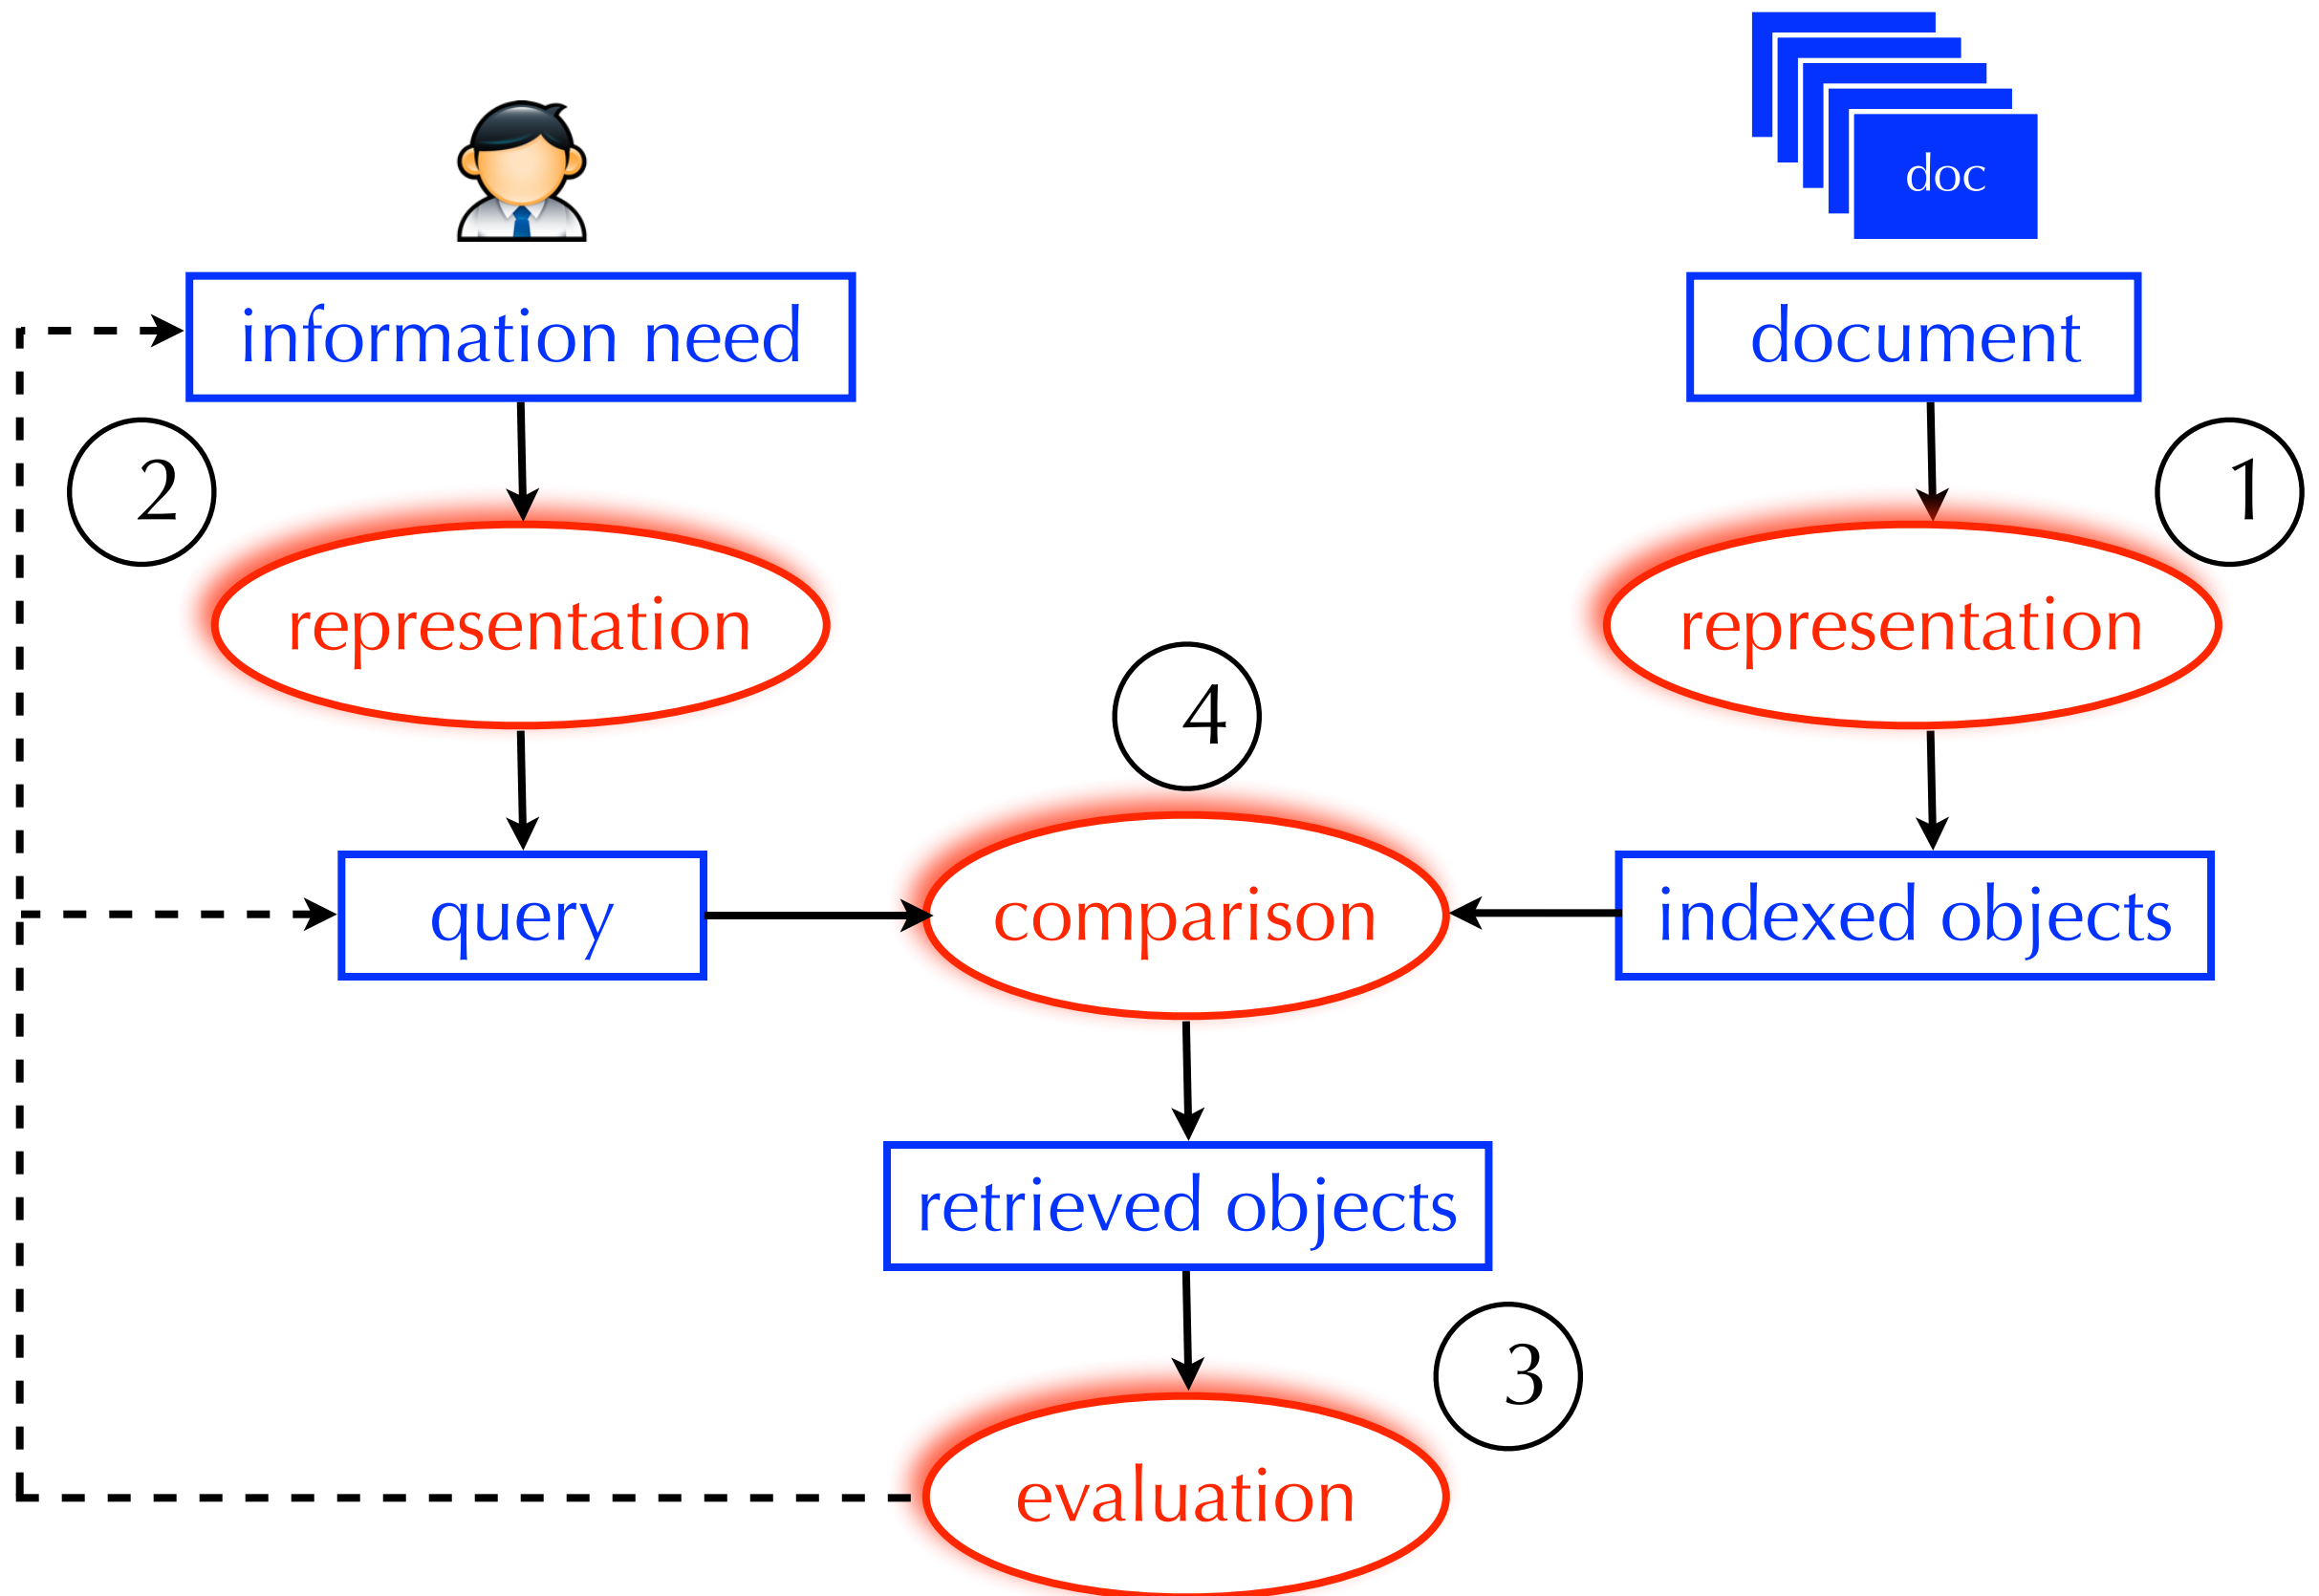 doc
information need
document
2
1
representation
representation
4
query
comparison
indexed objects
retrieved objects
3
evaluation